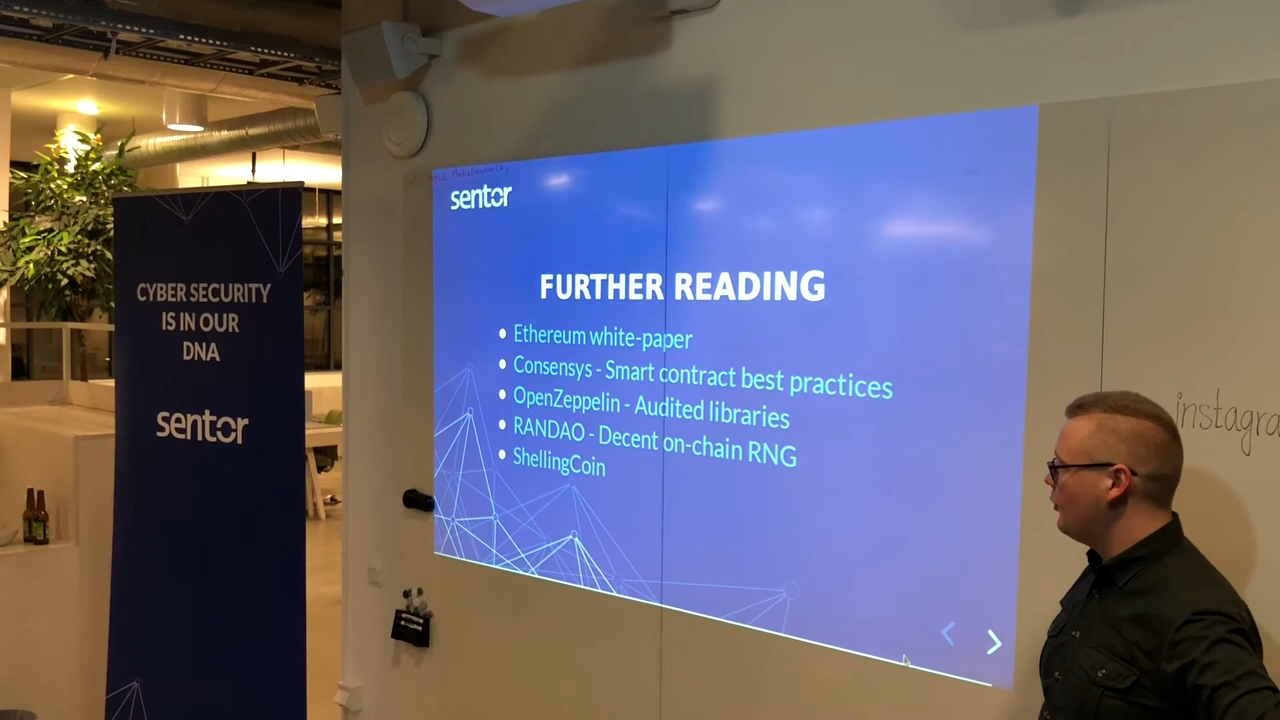 CYBER SECURITY
IS IN OUR
DNA
sentor
sentor
FURTHER READING
Ethereum white-paper
Consensys - Smart contract best practices
OpenZeppelin - Audited libraries
RANDAO - Decent on-chain RNG
ShellingCoin
instagra